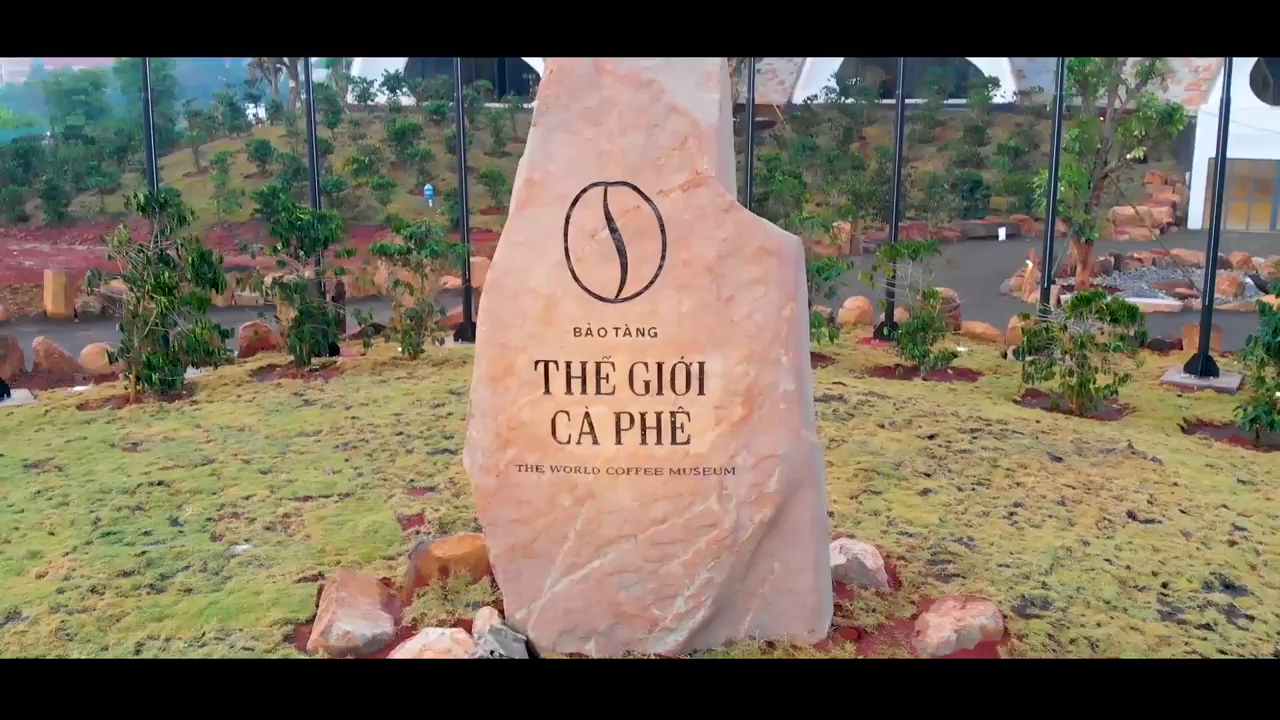 BẢO TÀNG
THẾ GIỚI
CÀ PHÊ
THE WORLD COFFEE MUSEUM